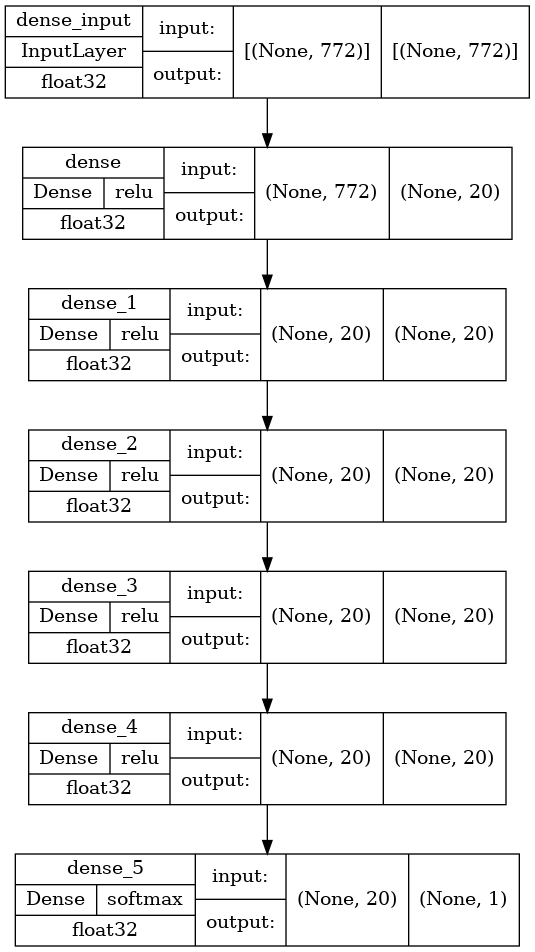 dense_input
InputLayer
float32
input:
output:
[(None, 772)]
[(None, 772)]
dense
Dense relu
float32
input:
output:
(None, 772)
(None, 20)
dense_1
Dense relu
float32
input:
output:
(None, 20)
(None, 20)
dense_2
Dense relu
float32
input:
output:
(None, 20)
(None, 20)
dense_3
Dense relu
float32
input:
output:
(None, 20)
(None, 20)
dense_4
Dense relu
float32
input:
output:
(None, 20)
(None, 20)
dense_5
Dense softmax
float32
input:
output:
(None, 20)
(None, 1)